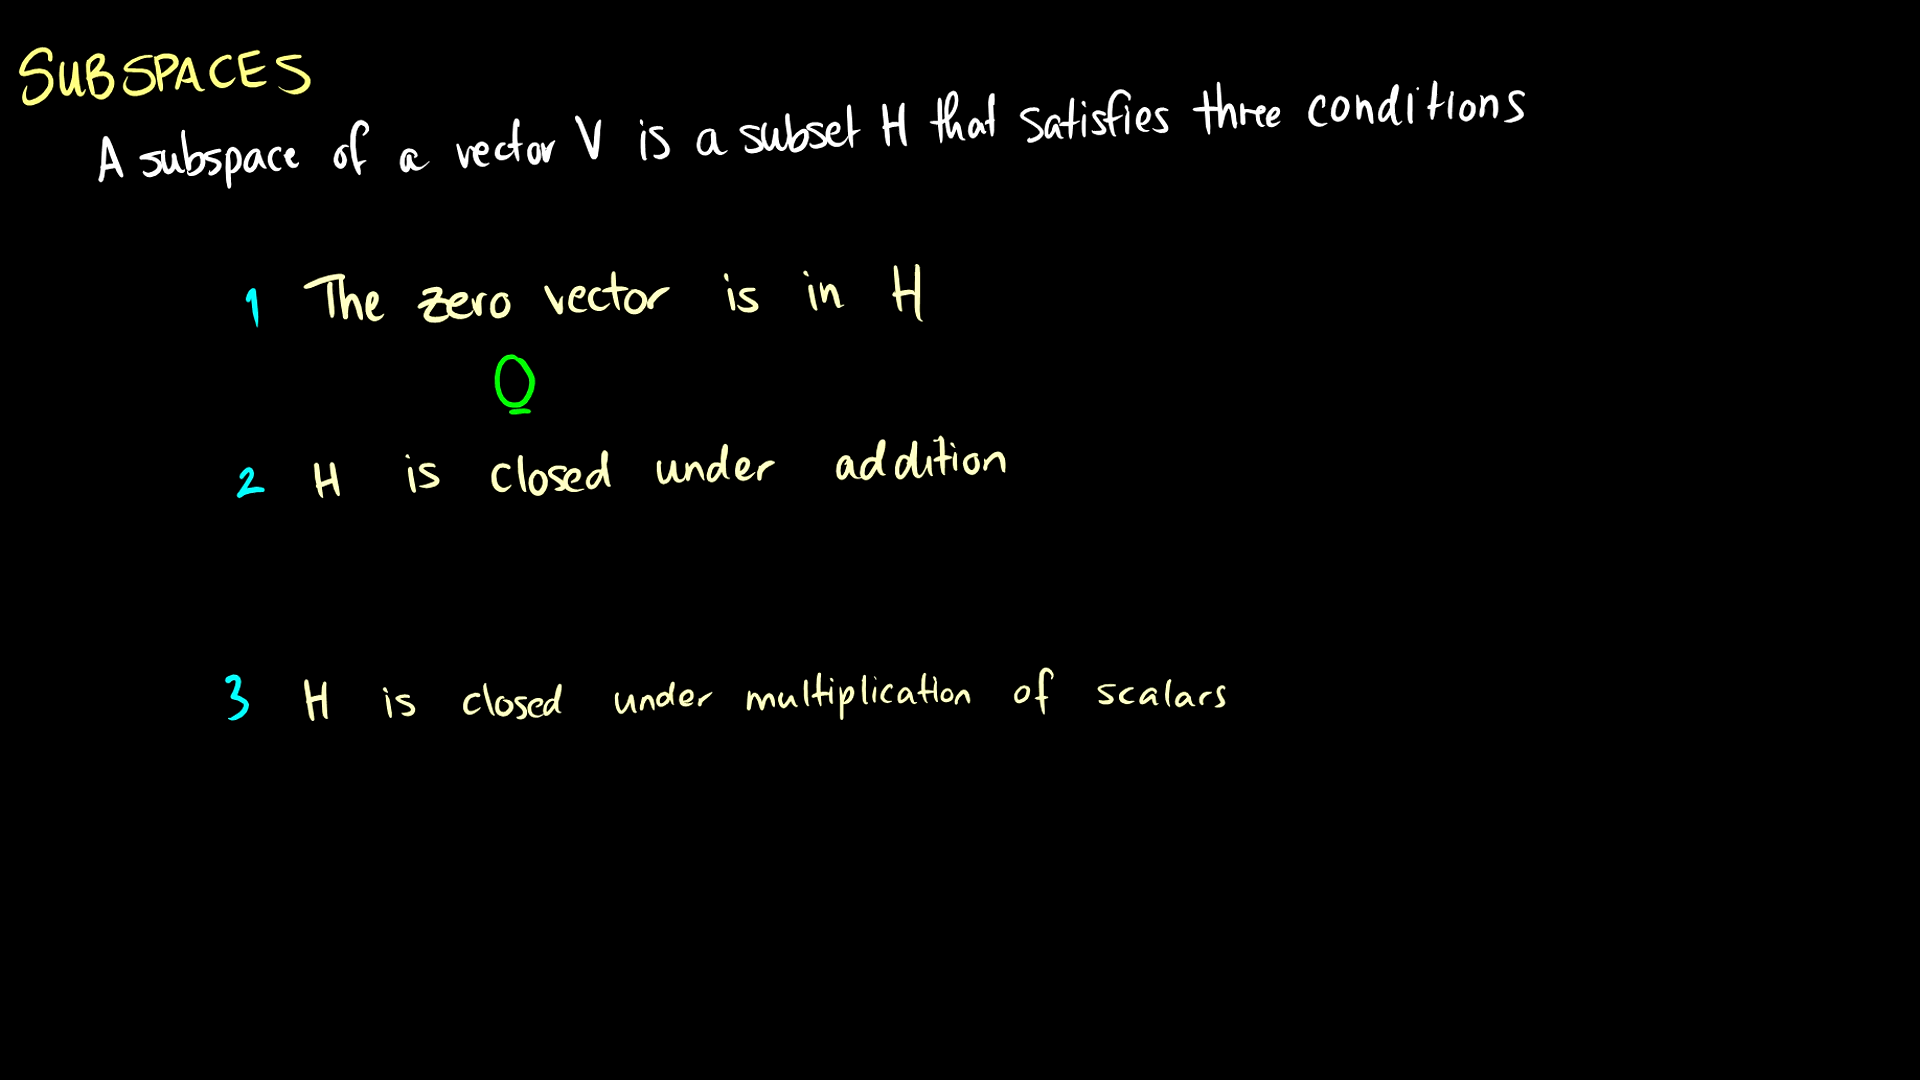 SUBSPACES
A subspace of a vector V is a subset H that satisfies three conditions
1 The zero vector is in H
0
2 H is closed under addition
3 H is closed under multiplication of scalars